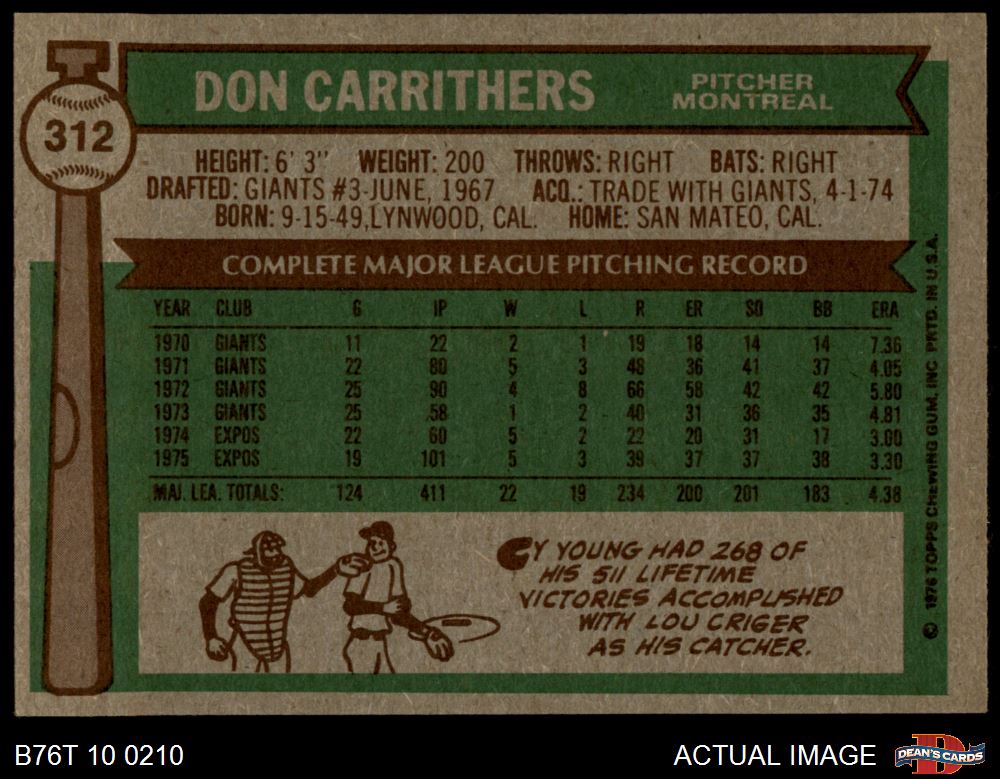 DON CARRITHERS
PITCHER
MONTREAL
312
HEIGHT: 6' 3" WEIGHT: 200 THROWS: RIGHT BATS: RIGHT
DRAFTED: GIANTS #3-JUNE, 1967 ACQ.: TRADE WITH GIANTS, 4-1-74
BORN: 9-15-49, LYNWOOD, CAL. HOME: SAN MATEO, CAL.
COMPLETE MAJOR LEAGUE PITCHING RECORD
YEAR CLUB G IP W L R ER SO BB ERA
1970 GIANTS 11 22 2 1 19 18 14 14 7.36
1971 GIANTS 22 80 5 3 48 36 41 37 4.05
1972 GIANTS 25 90 4 8 66 58 42 42 5.80
1973 GIANTS 25 58 1 2 40 31 36 35 4.81
1974 EXPOS 22 60 5 2 22 20 31 17 3.00
1975 EXPOS 19 101 5 3 39 37 37 38 3.30
MAJ. LEA. TOTALS: 124 411 22 19 234 200 201 183 4.38
CY YOUNG HAD 268 OF
HIS 511 LIFETIME
VICTORIES ACCOMPLISHED
WITH LOU CRIGER
AS HIS CATCHER.
© 1976 TOPPS CHEWING GUM, INC PRTD. IN U.S.A.
B76T 10 0210
ACTUAL IMAGE
DEAN'S CARDS